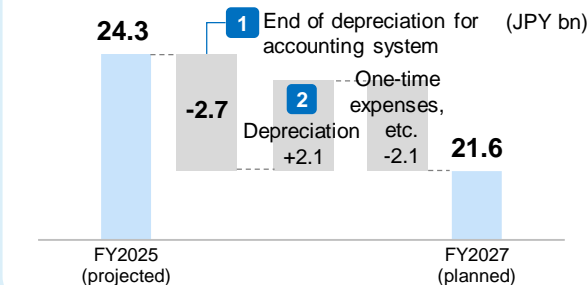 1 End of depreciation for
accounting system
(JPY bn)
24.3
-2.7
2
Depreciation
+2.1
One-time
expenses,
etc.
-2.1
21.6
FY2025
(projected)
FY2027
(planned)